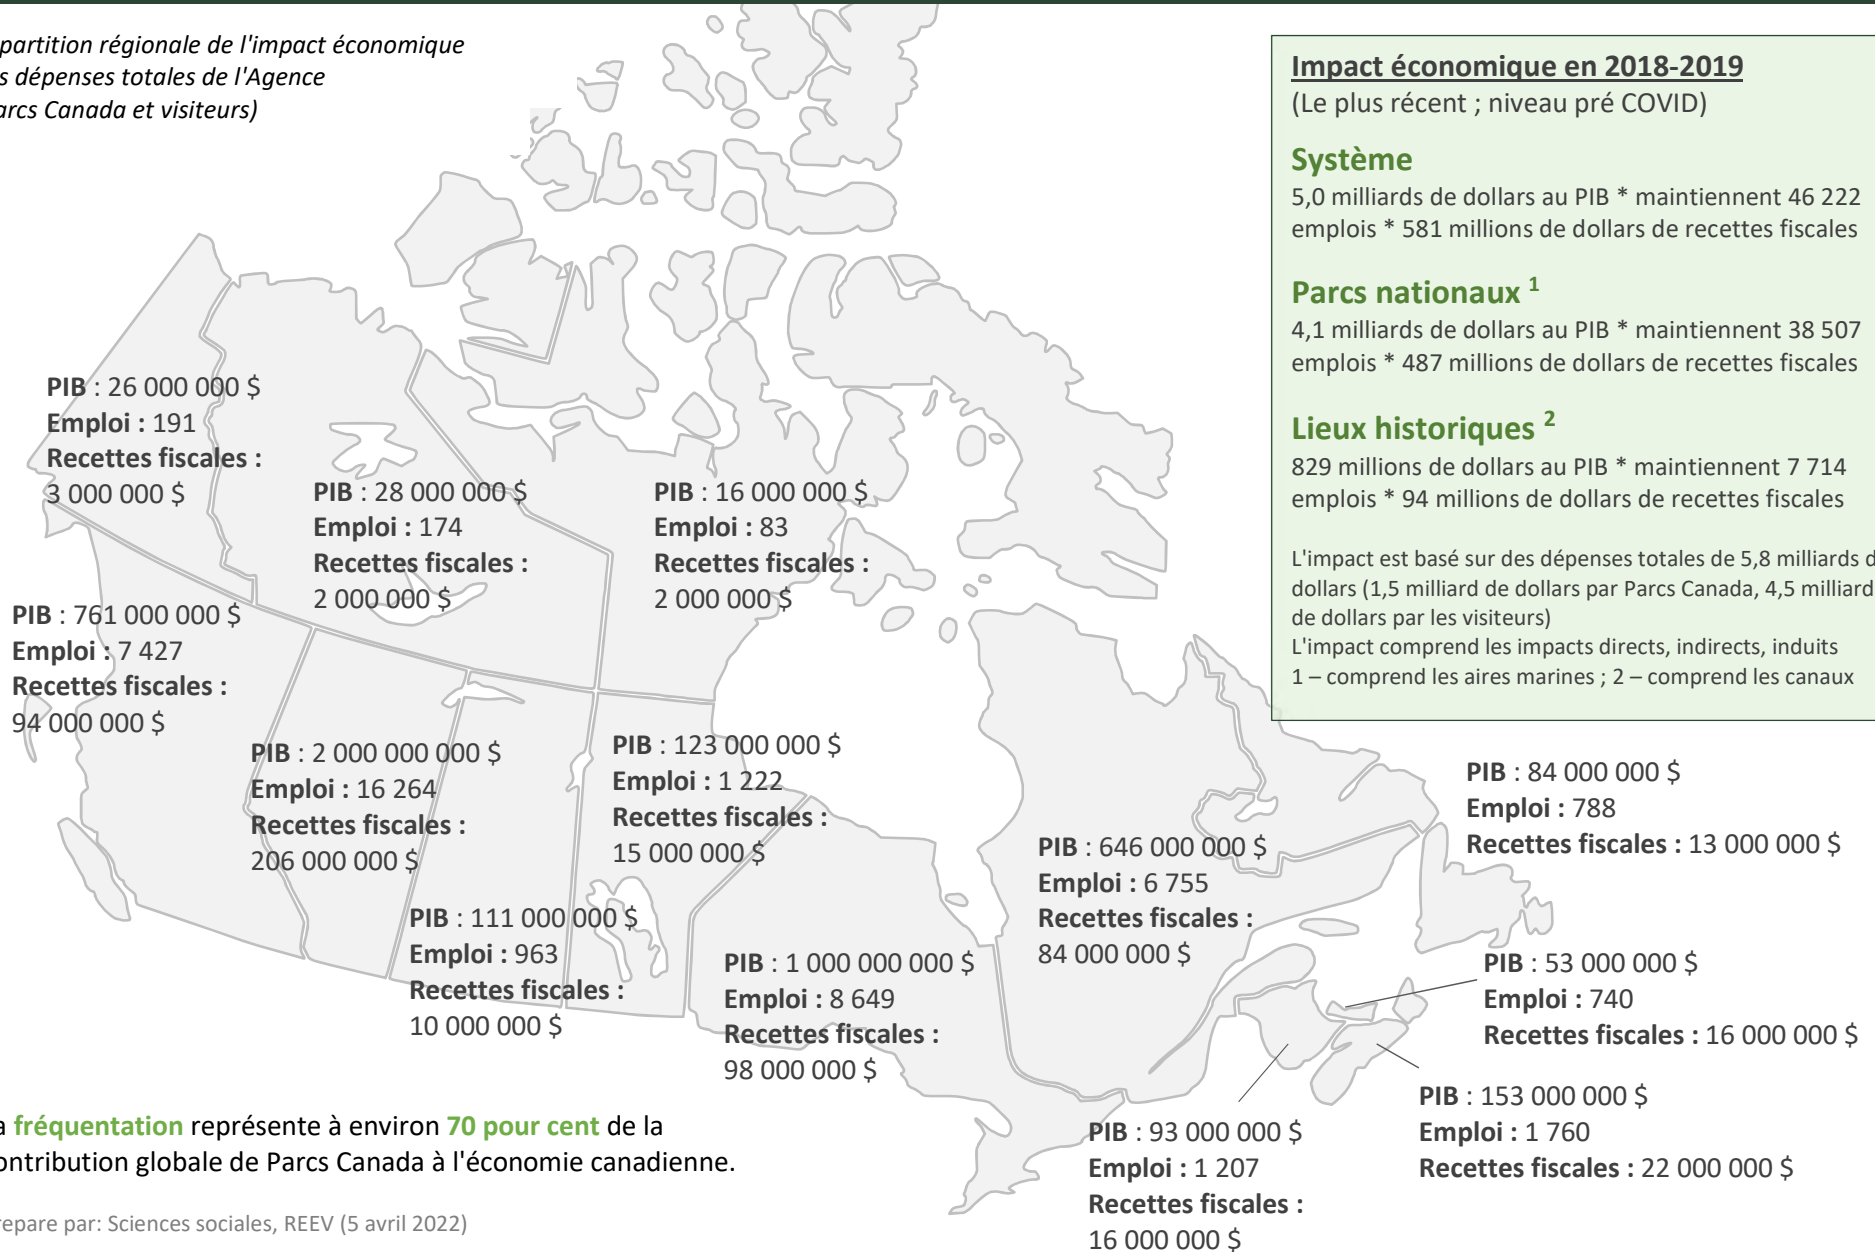 partition régionale de l'impact économique
s dépenses totales de l'Agence
arcs Canada et visiteurs)
Impact économique en 2018-2019
(Le plus récent ; niveau pré COVID)
Système
5,0 milliards de dollars au PIB * maintiennent 46 222
emplois * 581 millions de dollars de recettes fiscales
Parcs nationaux 1
4,1 milliards de dollars au PIB * maintiennent 38 507
emplois * 487 millions de dollars de recettes fiscales
Lieux historiques 2
829 millions de dollars au PIB * maintiennent 7 714
emplois * 94 millions de dollars de recettes fiscales
L'impact est basé sur des dépenses totales de 5,8 milliards d
dollars (1,5 milliard de dollars par Parcs Canada, 4,5 milliard
de dollars par les visiteurs)
L'impact comprend les impacts directs, indirects, induits
1 – comprend les aires marines ; 2 – comprend les canaux
PIB : 26 000 000 $
Emploi : 191
Recettes fiscales :
3 000 000 $
PIB : 28 000 000 $
Emploi : 174
Recettes fiscales :
2 000 000 $
PIB : 16 000 000 $
Emploi : 83
Recettes fiscales :
2 000 000 $
PIB : 761 000 000 $
Emploi : 7 427
Recettes fiscales :
94 000 000 $
PIB : 2 000 000 000 $
Emploi : 16 264
Recettes fiscales :
206 000 000 $
PIB : 123 000 000 $
Emploi : 1 222
Recettes fiscales :
15 000 000 $
PIB : 84 000 000 $
Emploi : 788
Recettes fiscales : 13 000 000 $
PIB : 646 000 000 $
Emploi : 6 755
Recettes fiscales :
84 000 000 $
PIB : 111 000 000 $
Emploi : 963
Recettes fiscales :
10 000 000 $
PIB : 1 000 000 000 $
Emploi : 8 649
Recettes fiscales :
98 000 000 $
PIB : 53 000 000 $
Emploi : 740
Recettes fiscales : 16 000 000 $
PIB : 153 000 000 $
Emploi : 1 760
Recettes fiscales : 22 000 000 $
PIB : 93 000 000 $
Emploi : 1 207
Recettes fiscales :
16 000 000 $
a fréquentation représente à environ 70 pour cent de la
ontribution globale de Parcs Canada à l'économie canadienne.
repare par: Sciences sociales, REEV (5 avril 2022)